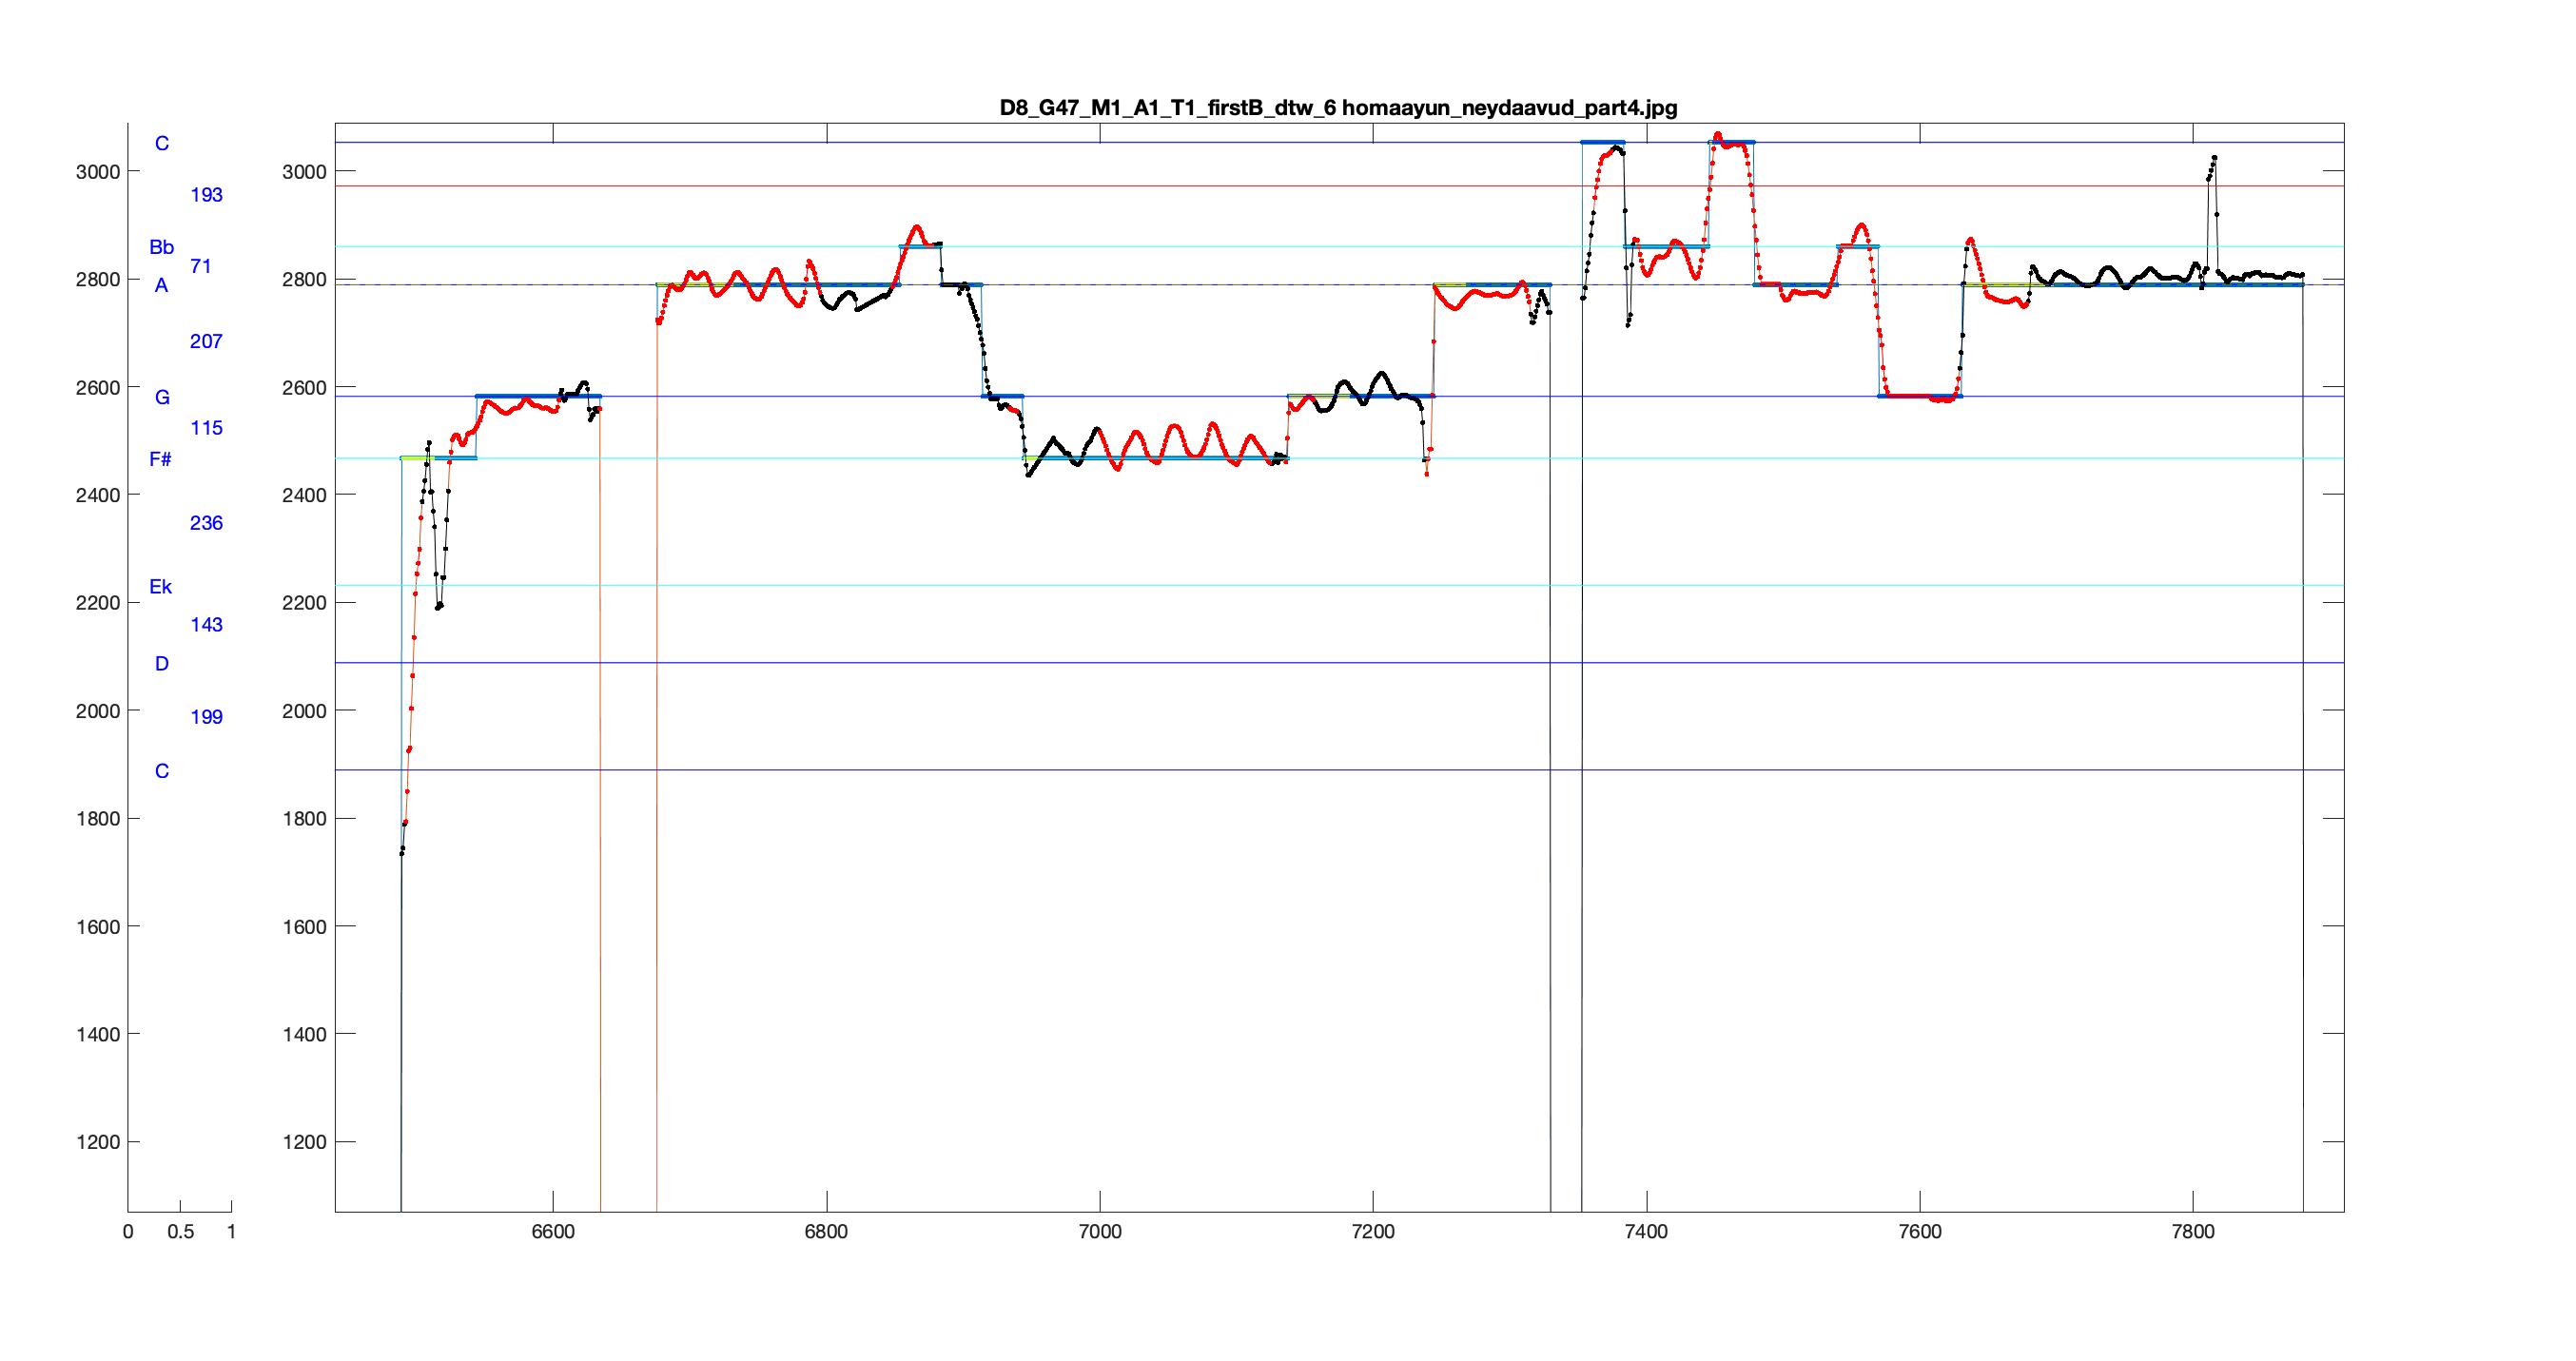 D8_G47_M1_A1_T1_firstB_dtw_6 homaayun_neydaavud_part4.jpg
C
3000 3000
193
Bb
71
2800 A 2800
207
2600 G 2600
115
F#
2400 2400
236
Ek
2200 2200
143
D
199
2000 2000
C
1800 1800
1600 1600
1400 1400
1200 1200
0 0.5 1 6600 6800 7000 7200 7400 7600 7800